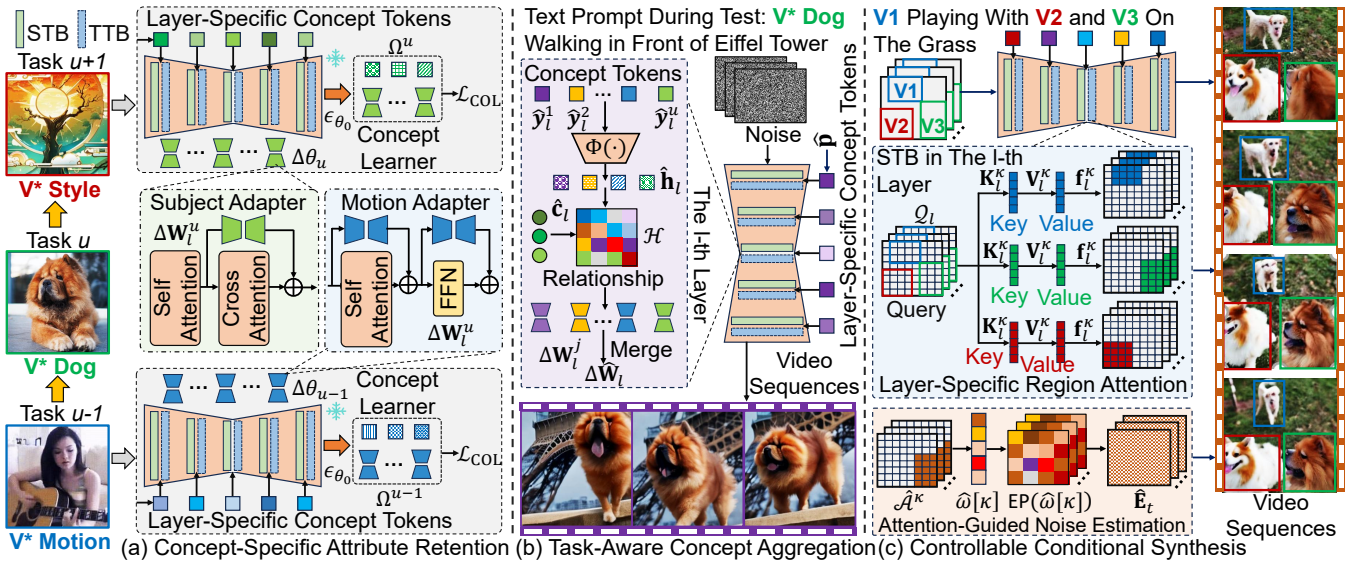 STB TTB
Task u+1
V* Style
Task u
V* Dog
Task u-1
V* Motion
Layer-Specific Concept Tokens
Ω^u
ϵ_θ₀
ℒ_COL
Concept
Learner
Δθ_u
Subject Adapter
ΔW_l^u
Self
Attention
Cross
Attention
Motion Adapter
Self
Attention
FFN
ΔW_l^u
Δθ_{u-1}
Concept
Learner
ϵ_θ₀
ℒ_COL
Ω^{u-1}
Layer-Specific Concept Tokens
(a) Concept-Specific Attribute Retention
Text Prompt During Test: V* Dog
Walking in Front of Eiffel Tower
Concept Tokens
ŷ_l^1 ŷ_l^2 ŷ_l^u
Φ(·)
ĥ_l
ĉ_l
ℋ
Relationship
ΔW_l^j
Merge
ΔŴ_l
The l-th Layer
Noise
p̂
Layer-Specific Concept Tokens
Video
Sequences
(b) Task-Aware Concept Aggregation
V1 Playing With V2 and V3 On
The Grass
V1
V2 V3
STB in The l-th
Layer
𝒬_l
Query
K_l^κ V_l^κ f_l^κ
Key Value
K_l^κ V_l^κ f_l^κ
Key Value
K_l^κ V_l^κ f_l^κ
Key Value
Layer-Specific Region Attention
𝒜̂^κ ω̂[κ] EP(ω̂[κ]) Ê_t
Attention-Guided Noise Estimation
(c) Controllable Conditional Synthesis
Video
Sequences